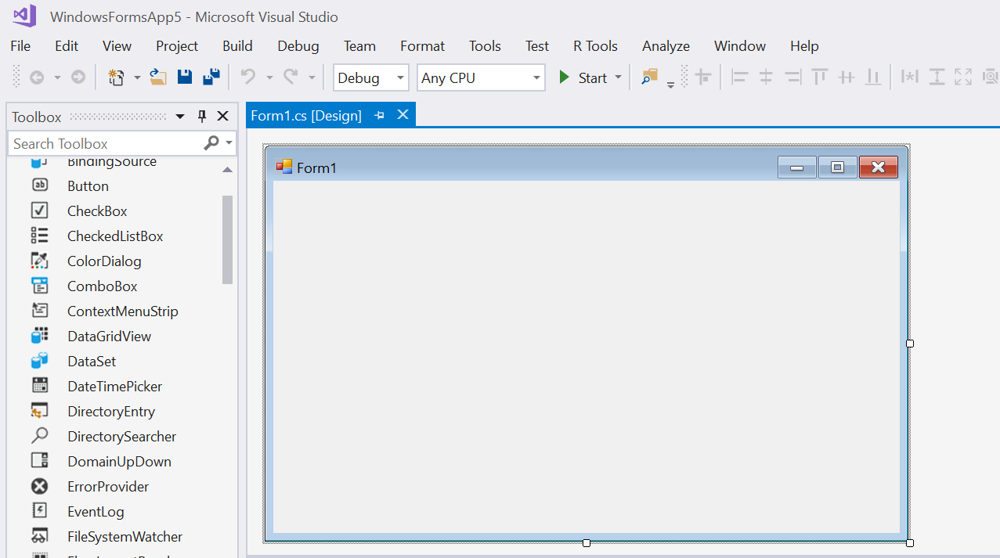 WindowsFormsApp5 - Microsoft Visual Studio
File Edit View Project Build Debug Team Format Tools Test R Tools Analyze Window Help
Debug Any CPU Start
Toolbox
Form1.cs [Design]
Search Toolbox
BindingSource
Form1
Button
CheckBox
CheckedListBox
ColorDialog
ComboBox
ContextMenuStrip
DataGridView
DataSet
DateTimePicker
DirectoryEntry
DirectorySearcher
DomainUpDown
ErrorProvider
EventLog
FileSystemWatcher